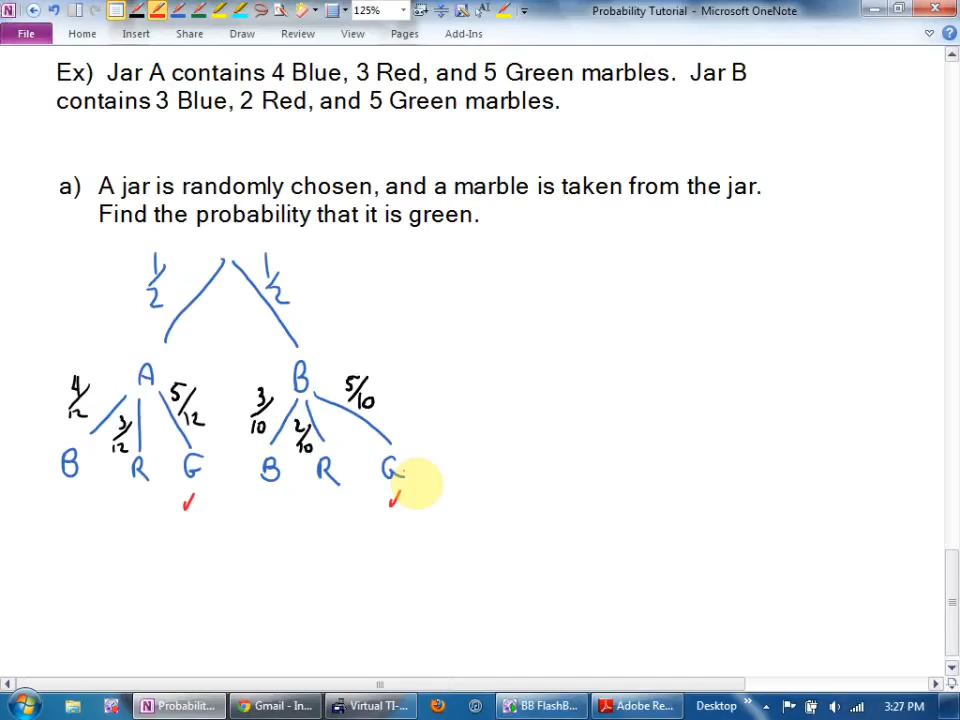 125%
Probability Tutorial - Microsoft OneNote
File Home Insert Share Draw Review View Pages Add-Ins
Ex) Jar A contains 4 Blue, 3 Red, and 5 Green marbles. Jar B
contains 3 Blue, 2 Red, and 5 Green marbles.
a) A jar is randomly chosen, and a marble is taken from the jar.
Find the probability that it is green.
1/2 1/2
A B
4/12 3/12 5/12 3/10 2/10 5/10
B R G B R G
Probabilit... Gmail - In... Virtual TI-... BB FlashB... Adobe Re... Desktop 3:27 PM